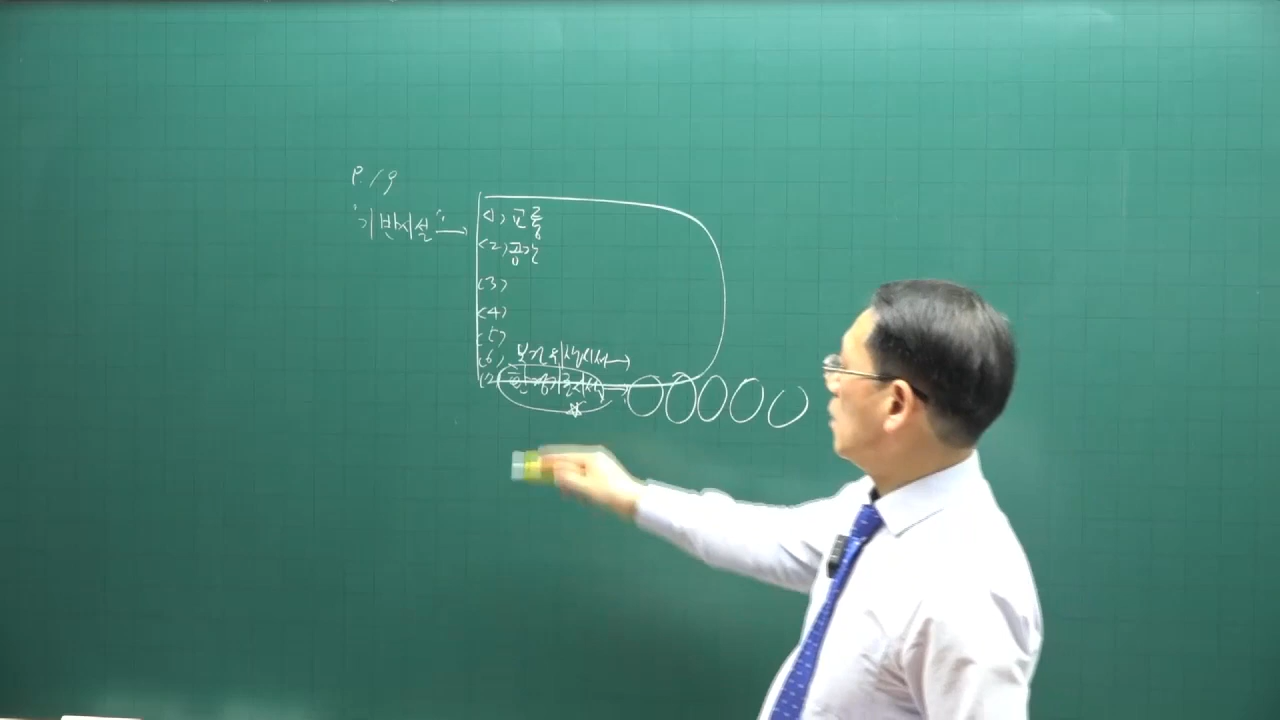 P. 19
"기반시설" → <1> 교통
<2> 공간
<3>
<4>
<5>
<6> 보건위생시설 →
<7> 환경기초시설 →